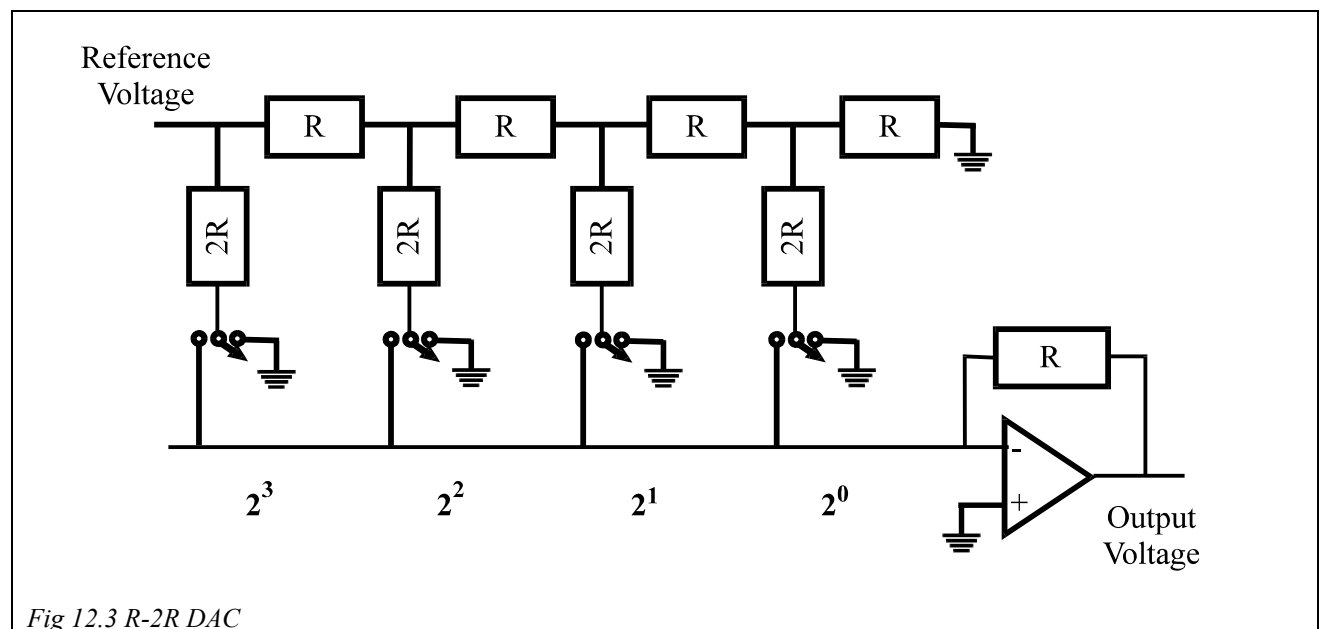 Reference
Voltage
R
R
R
R
2R
2R
2R
2R
R
-
+
2³
2²
2¹
2⁰
Output
Voltage
Fig 12.3 R-2R DAC